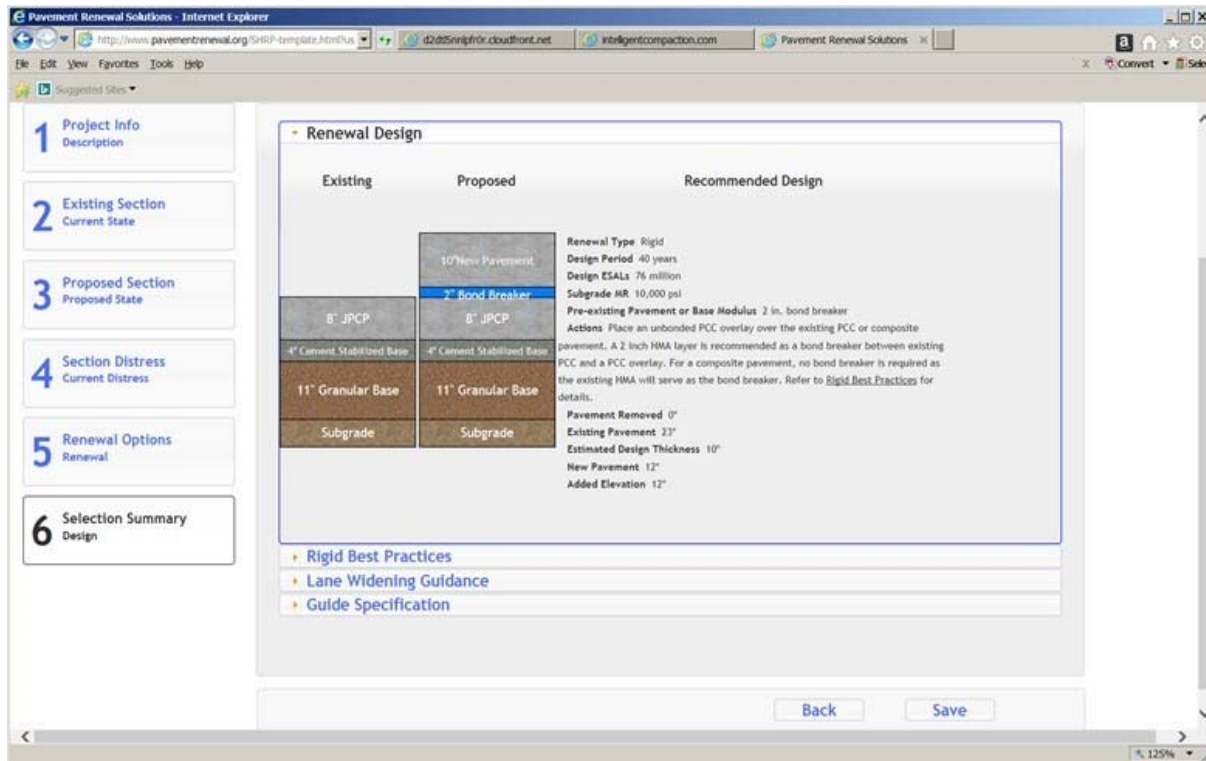 Pavement Renewal Solutions - Internet Explorer
http://www.pavementrenewal.org/SHRP-template.html?us
d2dtl5nnlpfr0r.cloudfront.net
intelligentcompaction.com
Pavement Renewal Solutions
File Edit View Favorites Tools Help
X Convert Sele
Suggested Sites
1 Project Info
Description
2 Existing Section
Current State
3 Proposed Section
Proposed State
4 Section Distress
Current Distress
5 Renewal Options
Renewal
6 Selection Summary
Design
Renewal Design
Existing Proposed Recommended Design
10"New Pavement
2" Bond Breaker
8" JPCP
4" Cement Stabilized Base
11" Granular Base
Subgrade
8" JPCP
4" Cement Stabilized Base
11" Granular Base
Subgrade
Renewal Type Rigid
Design Period 40 years
Design ESALs 76 million
Subgrade MR 10,000 psi
Pre-existing Pavement or Base Modulus 2 in. bond breaker
Actions Place an unbonded PCC overlay over the existing PCC or composite
pavement. A 2 inch HMA layer is recommended as a bond breaker between existing
PCC and a PCC overlay. For a composite pavement, no bond breaker is required as
the existing HMA will serve as the bond breaker. Refer to Rigid Best Practices for
details.
Pavement Removed 0"
Existing Pavement 23"
Estimated Design Thickness 10"
New Pavement 12"
Added Elevation 12"
Rigid Best Practices
Lane Widening Guidance
Guide Specification
Back Save
125%